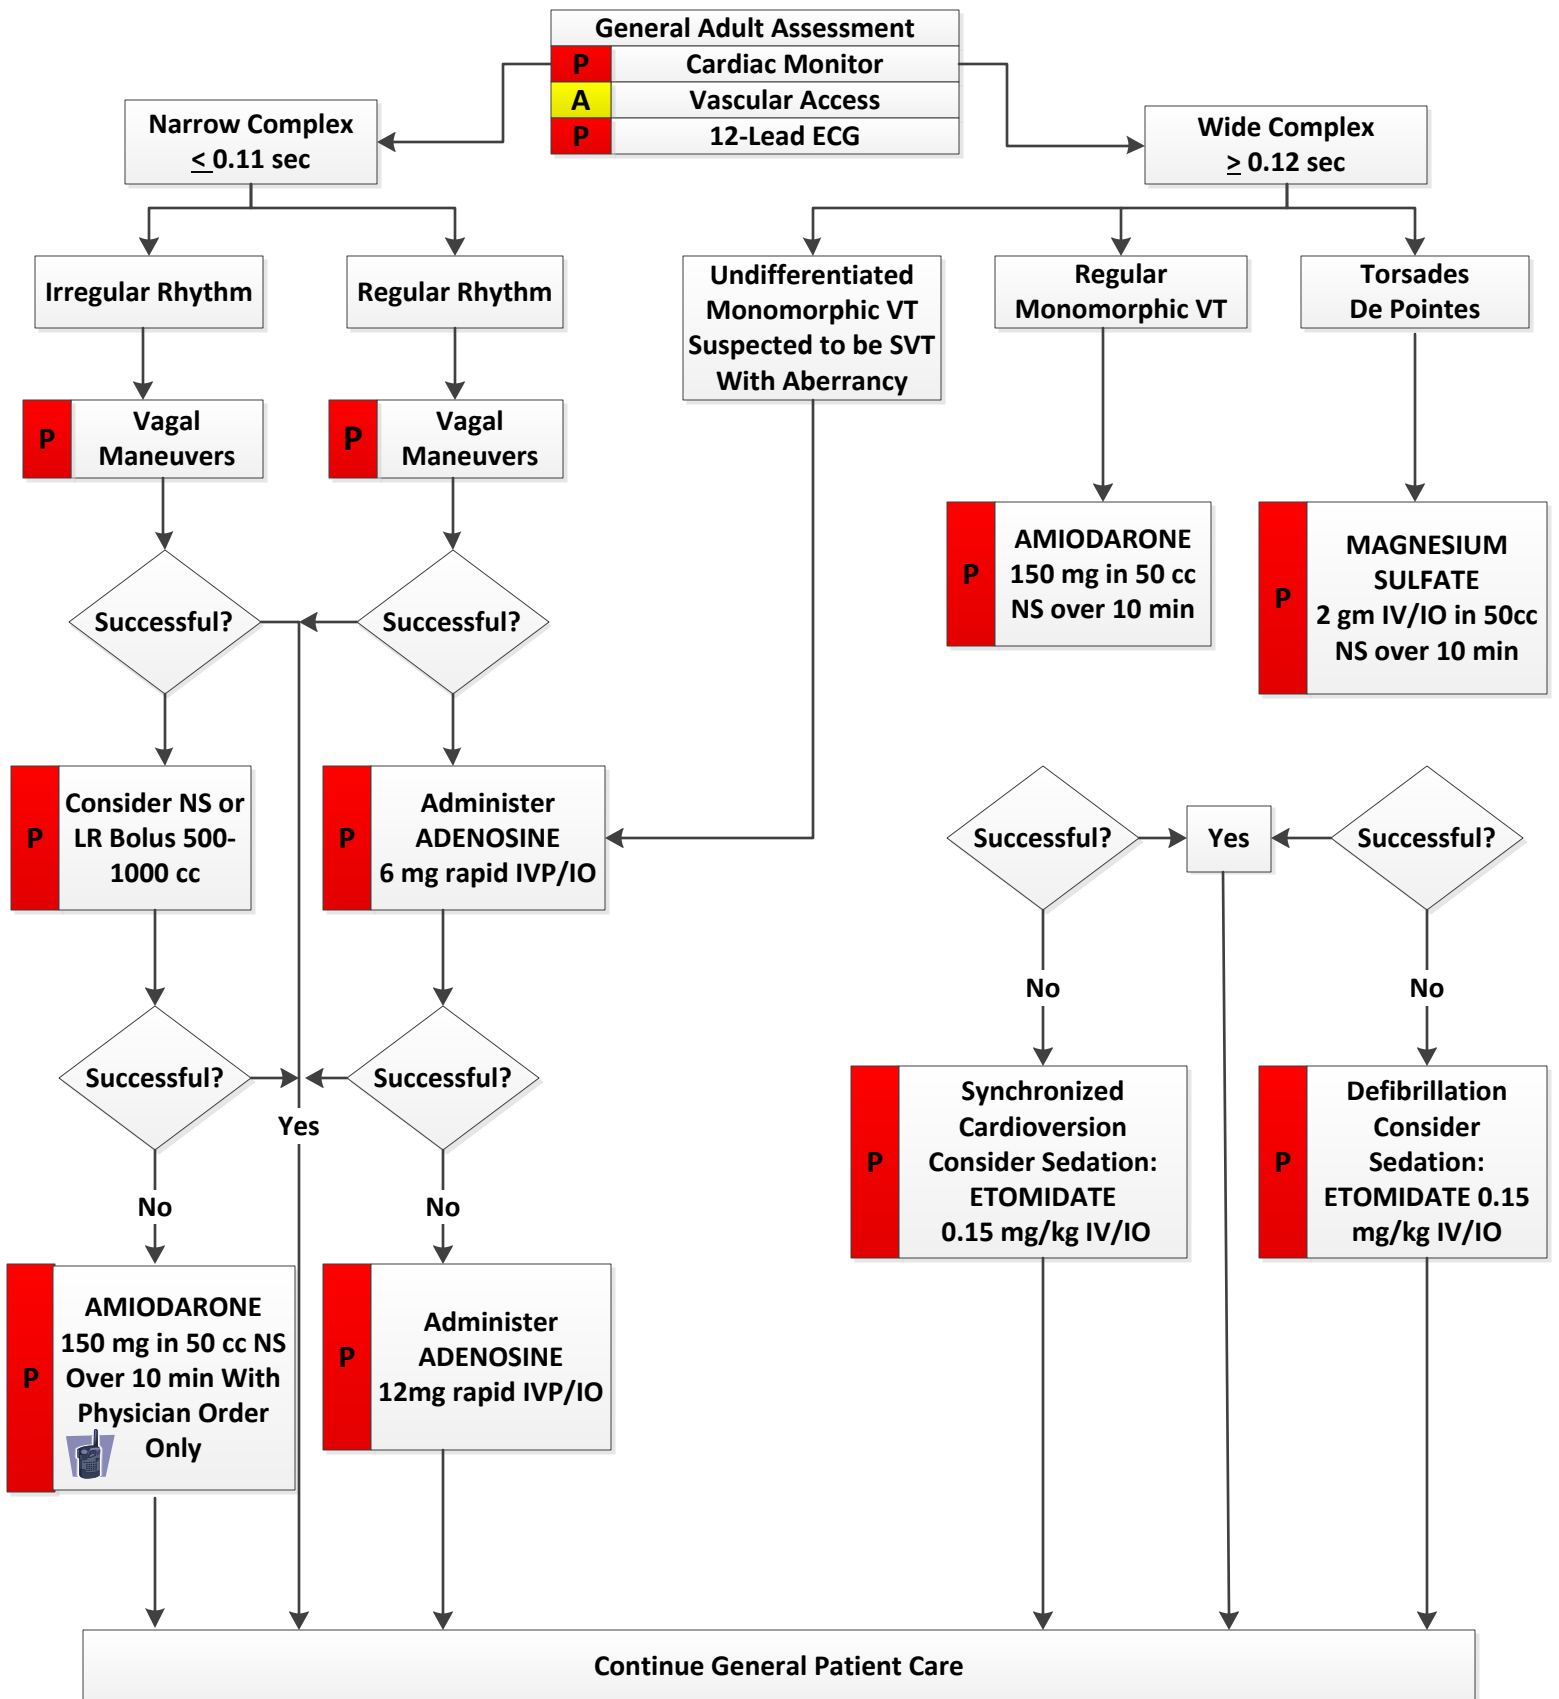 General Adult Assessment
P
Cardiac Monitor
A
Vascular Access
P
12-Lead ECG
Narrow Complex
< 0.11 sec
Wide Complex
> 0.12 sec
Irregular Rhythm
Regular Rhythm
Undifferentiated
Monomorphic VT
Suspected to be SVT
With Aberrancy
Regular
Monomorphic VT
Torsades
De Pointes
P
Vagal
Maneuvers
P
Vagal
Maneuvers
P
AMIODARONE
150 mg in 50 cc
NS over 10 min
P
MAGNESIUM
SULFATE
2 gm IV/IO in 50cc
NS over 10 min
Successful?
Successful?
P
Consider NS or
LR Bolus 500-
1000 cc
P
Administer
ADENOSINE
6 mg rapid IVP/IO
Successful?
Yes
Successful?
No
No
Successful?
Successful?
Yes
No
No
P
Synchronized
Cardioversion
Consider Sedation:
ETOMIDATE
0.15 mg/kg IV/IO
P
Defibrillation
Consider
Sedation:
ETOMIDATE 0.15
mg/kg IV/IO
P
AMIODARONE
150 mg in 50 cc NS
Over 10 min With
Physician Order
Only
P
Administer
ADENOSINE
12mg rapid IVP/IO
Continue General Patient Care